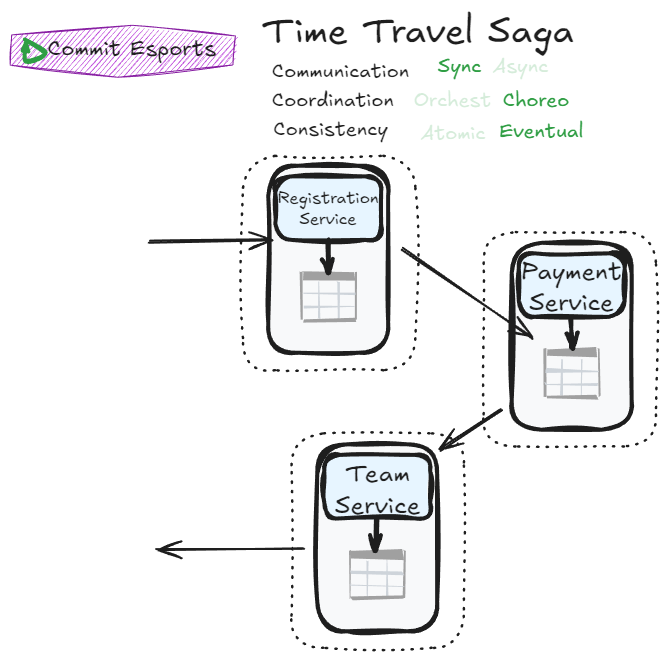 Commit Esports
Time Travel Saga
Communication Sync Async
Coordination Orchest Choreo
Consistency Atomic Eventual
Registration
Service
Payment
Service
Team
Service